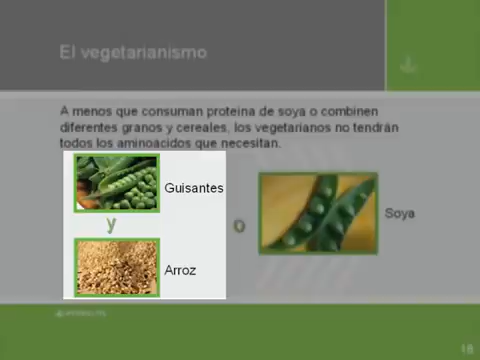 El vegetarianismo
A menos que consuman proteina de soya o combinen
diferentes granos y cereales, los vegetarianos no tendrán
todos los aminoácidos que necesitan.
Guisantes
y
o
Soya
Arroz
18